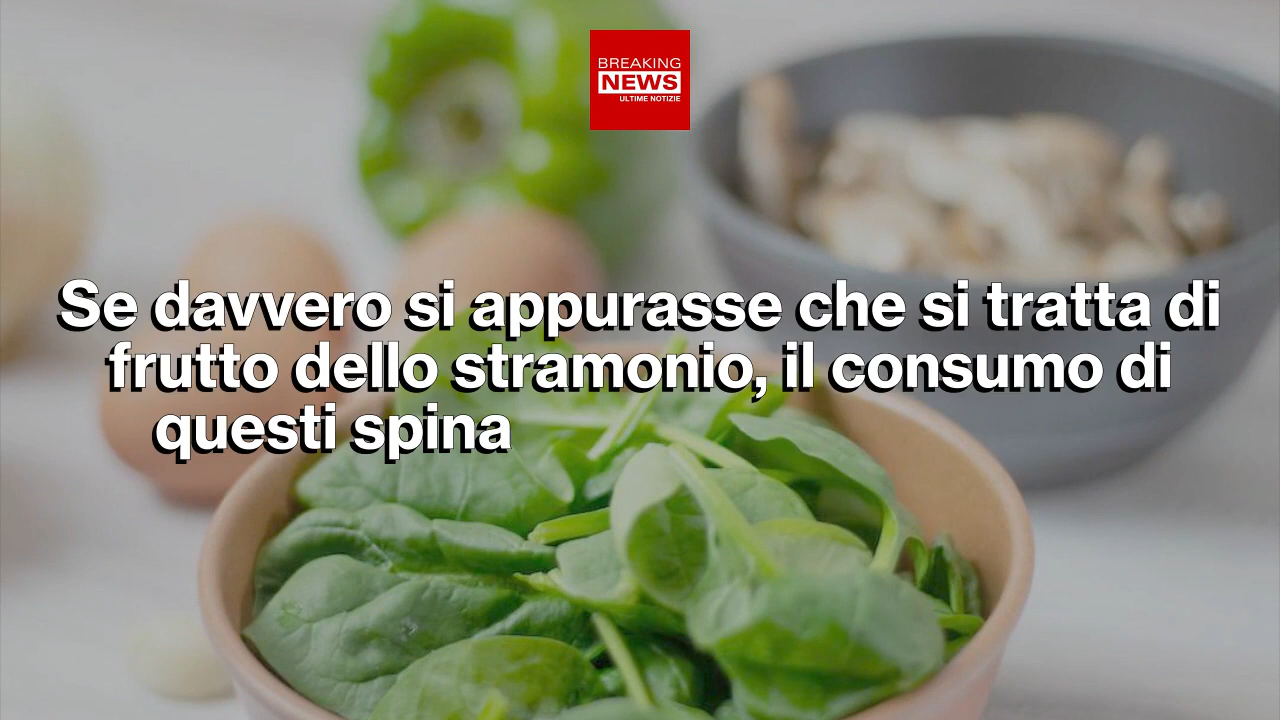 BREAKING
NEWS
ULTIME NOTIZIE
Se davvero si appurasse che si tratta di
frutto dello stramonio, il consumo di
questi spina